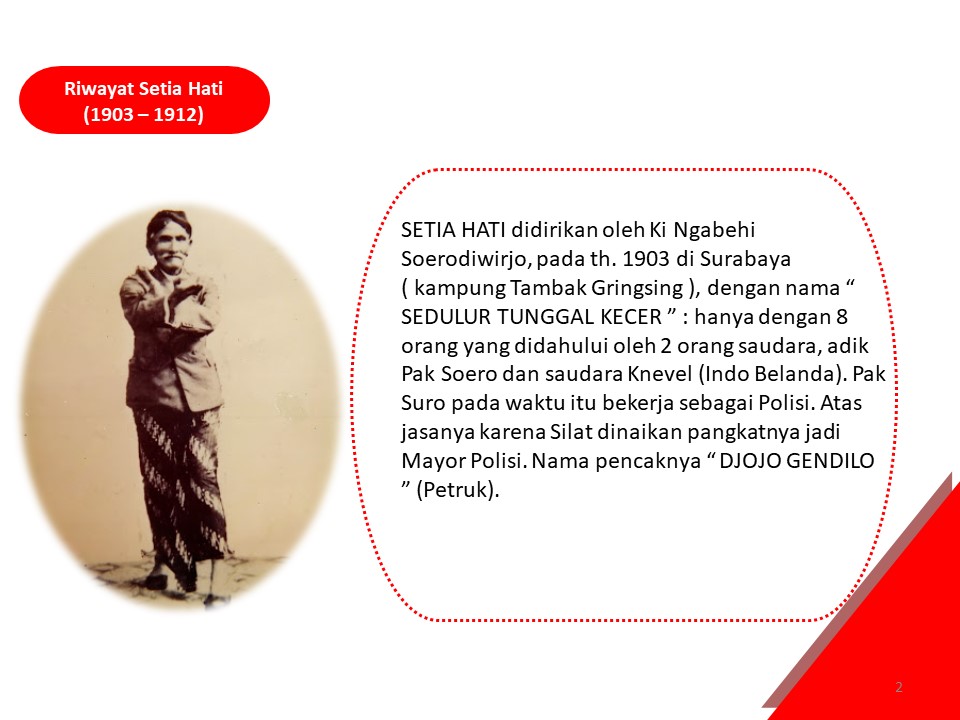 Riwayat Setia Hati
(1903 – 1912)
SETIA HATI didirikan oleh Ki Ngabehi
Soerodiwirjo, pada th. 1903 di Surabaya
( kampung Tambak Gringsing ), dengan nama “
SEDULUR TUNGGAL KECER ” : hanya dengan 8
orang yang didahului oleh 2 orang saudara, adik
Pak Soero dan saudara Knevel (Indo Belanda). Pak
Suro pada waktu itu bekerja sebagai Polisi. Atas
jasanya karena Silat dinaikan pangkatnya jadi
Mayor Polisi. Nama pencaknya “ DJOJO GENDILO
” (Petruk).
2